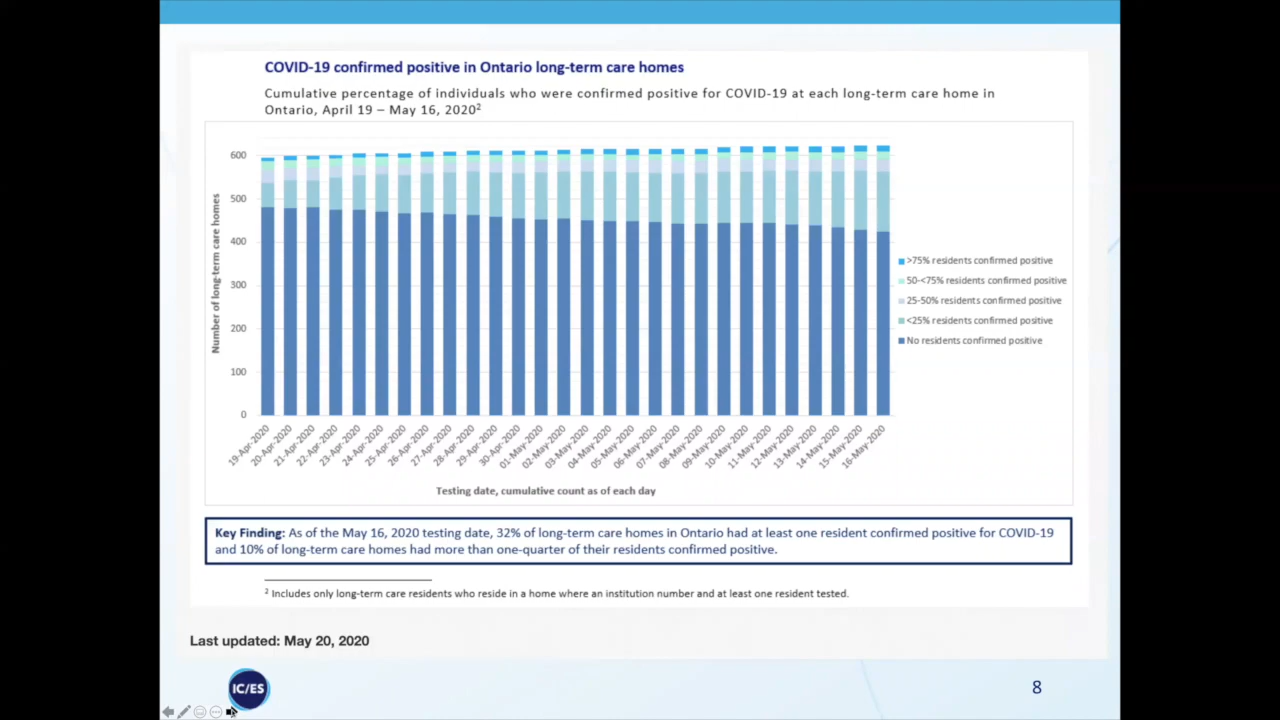 COVID-19 confirmed positive in Ontario long-term care homes
Cumulative percentage of individuals who were confirmed positive for COVID-19 at each long-term care home in
Ontario, April 19 – May 16, 2020²
600
500
400
300
200
100
0
Number of long-term care homes
19-Apr-2020
20-Apr-2020
21-Apr-2020
22-Apr-2020
23-Apr-2020
24-Apr-2020
25-Apr-2020
26-Apr-2020
27-Apr-2020
28-Apr-2020
29-Apr-2020
30-Apr-2020
01-May-2020
02-May-2020
03-May-2020
04-May-2020
05-May-2020
06-May-2020
07-May-2020
08-May-2020
09-May-2020
10-May-2020
11-May-2020
12-May-2020
13-May-2020
14-May-2020
15-May-2020
16-May-2020
Testing date, cumulative count as of each day
>75% residents confirmed positive
50-<75% residents confirmed positive
25-50% residents confirmed positive
<25% residents confirmed positive
No residents confirmed positive
Key Finding: As of the May 16, 2020 testing date, 32% of long-term care homes in Ontario had at least one resident confirmed positive for COVID-19
and 10% of long-term care homes had more than one-quarter of their residents confirmed positive.
² Includes only long-term care residents who reside in a home where an institution number and at least one resident tested.
Last updated: May 20, 2020
IC/ES
8